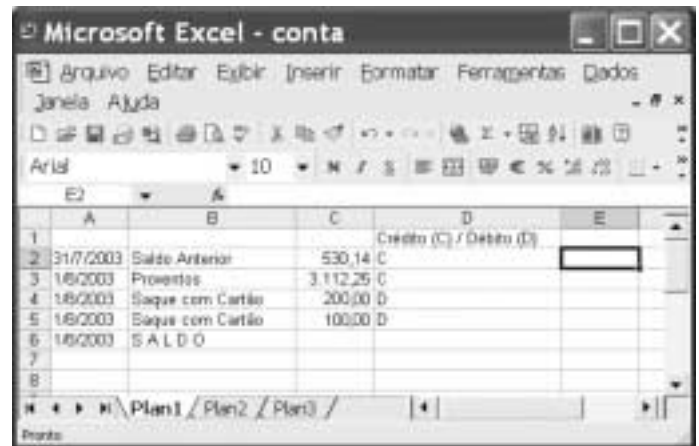 Microsoft Excel - conta
Arquivo Editar Exibir Inserir Formatar Ferramentas Dados
Janela Ajuda
Arial 10 N I S
E2 fx
A B C D E
1 Crédito (C) / Débito (D)
2 31/7/2003 Saldo Anterior 530,14 C
3 1/8/2003 Proventos 3.112,25 C
4 1/8/2003 Saque com Cartão 200,00 D
5 1/8/2003 Saque com Cartão 100,00 D
6 1/8/2003 S A L D O
7
8
Plan1 / Plan2 / Plan3 /
Pronto